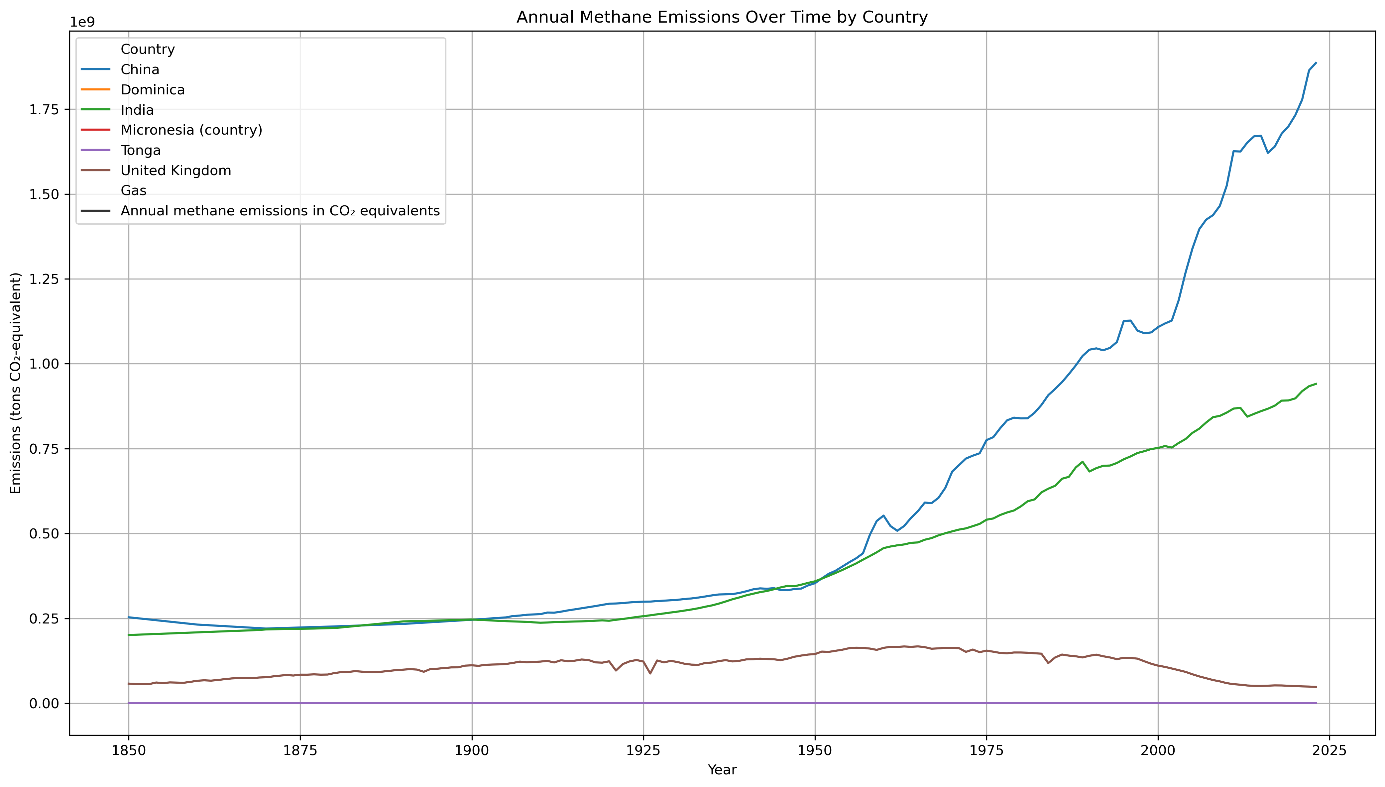 Annual Methane Emissions Over Time by Country
1e9
Country
China
Dominica
India
Micronesia (country)
Tonga
United Kingdom
Gas
Annual methane emissions in CO₂ equivalents
Emissions (tons CO₂-equivalent)
1.75
1.50
1.25
1.00
0.75
0.50
0.25
0.00
1850 1875 1900 1925 1950 1975 2000 2025
Year